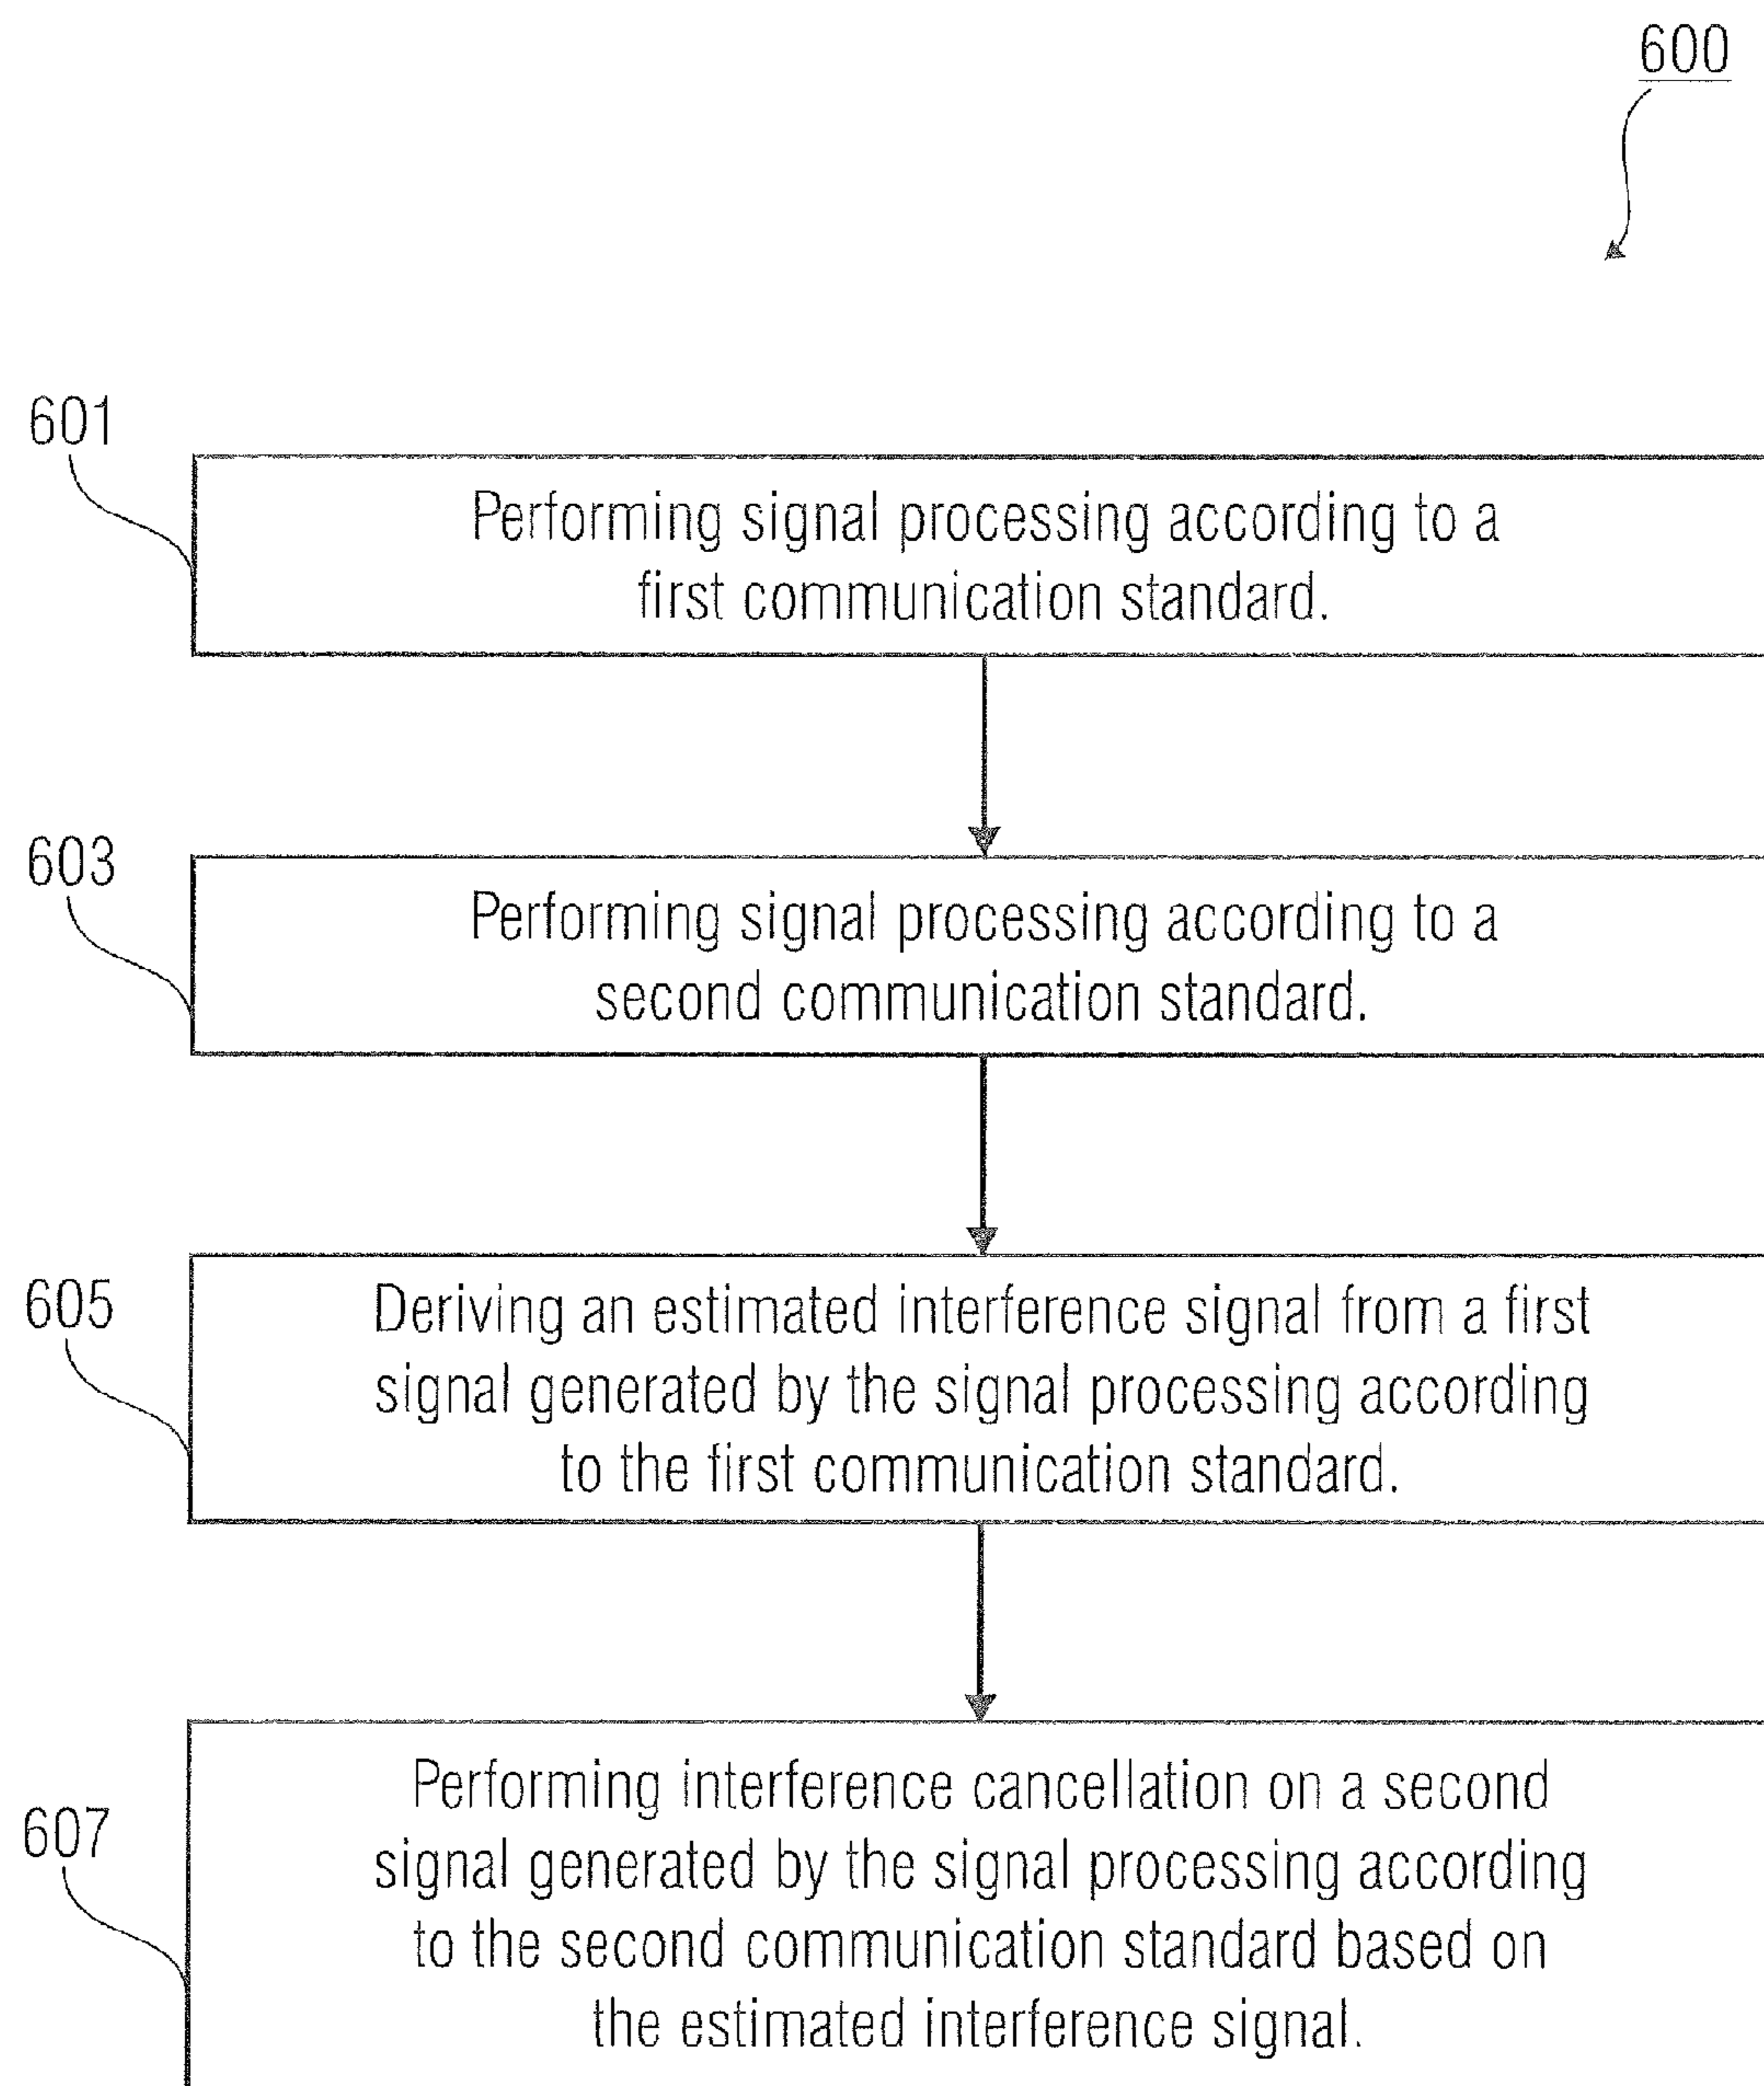 600
601
Performing signal processing according to a
first communication standard.
603
Performing signal processing according to a
second communication standard.
605
Deriving an estimated interference signal from a first
signal generated by the signal processing according
to the first communication standard.
607
Performing interference cancellation on a second
signal generated by the signal processing according
to the second communication standard based on
the estimated interference signal.